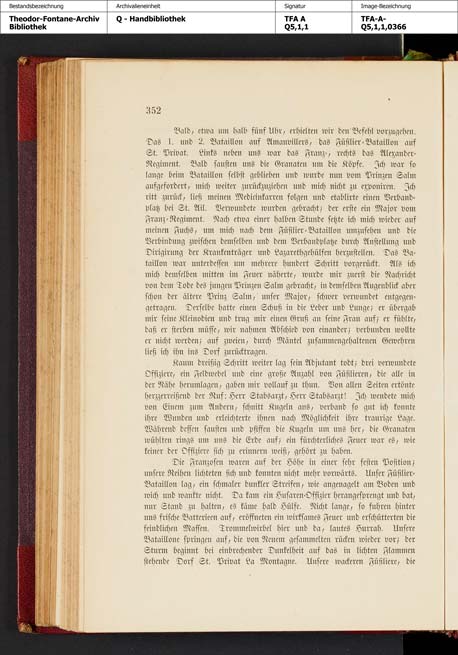 Bestandsbezeichnung Archivalieneinheit Signatur Image-Bezeichnung
Theodor-Fontane-Archiv Q - Handbibliothek TFA A TFA-A-
Bibliothek Q5,1,1 Q5,1,1,0366
352
Bald, etwa um halb fünf Uhr, erhielten wir den Befehl vorzugehen.
Das 1. und 2. Bataillon auf Amanvillers, das Füsilier-Bataillon auf
St. Privat. Links neben uns war das Franz-, rechts das Alexander-
Regiment. Bald sausten uns die Granaten um die Köpfe. Ich war so
lange beim Bataillon selbst geblieben und wurde nun vom Prinzen Salm
aufgefordert, mich weiter zurückzuziehen und mich nicht zu exponiren. Ich
ritt zurück, ließ meinen Medicinkarren folgen und etablirte einen Verband-
platz bei St. Ail. Verwundete wurden gebracht; der erste ein Major vom
Franz-Regiment. Nach etwa einer halben Stunde setzte ich mich wieder auf
meinen Fuchs, um mich nach dem Füsilier-Bataillon umzusehen und die
Verbindung zwischen demselben und dem Verbandplatze durch Anstellung und
Dirigirung der Krankenträger und Lazarethgehülfen herzustellen. Das Ba-
taillon war unterdessen um mehrere hundert Schritt vorgerückt. Als ich
mich demselben mitten im Feuer näherte, wurde mir zuerst die Nachricht
von dem Tode des jungen Prinzen Salm gebracht, in demselben Augenblick aber
schon der ältere Prinz Salm, unser Major, schwer verwundet entgegen-
getragen. Derselbe hatte einen Schuß in die Leber und Lunge; er übergab
mir seine Kleinodien und trug mir einen Gruß an seine Frau auf; er fühlte,
daß er sterben müsse, wir nahmen Abschied von einander; verbunden wollte
er nicht werden; auf zweien, durch Mäntel zusammengehaltenen Gewehren
ließ ich ihn ins Dorf zurücktragen.
Kaum dreißig Schritt weiter lag sein Adjutant todt; drei verwundete
Offiziere, ein Feldwebel und eine große Anzahl von Füsilieren, die alle in
der Nähe herumlagen, gaben mir vollauf zu thun. Von allen Seiten ertönte
herzzerreißend der Ruf: Herr Stabsarzt, Herr Stabsarzt! Ich wendete mich
von Einem zum Andern, schnitt Kugeln aus, verband so gut ich konnte
ihre Wunden und erleichterte ihnen nach Möglichkeit ihre traurige Lage.
Während dessen sausten und pfiffen die Kugeln um uns her, die Granaten
wühlten rings um uns die Erde auf; ein fürchterliches Feuer war es, wie
keiner der Offiziere sich zu erinnern weiß, gehört zu haben.
Die Franzosen waren auf der Höhe in einer sehr festen Position;
unsere Reihen lichteten sich und konnten nicht mehr vorwärts. Unser Füsilier-
Bataillon lag, ein schmaler dunkler Streifen, wie angenagelt am Boden und
wich und wankte nicht. Da kam ein Husaren-Offizier herangesprengt und bat,
nur Stand zu halten, es käme bald Hülfe. Nicht lange, so fuhren hinter
uns frische Batterieen auf, eröffneten ein wirksames Feuer und erschütterten die
feindlichen Massen. Trommelwirbel hier und da, lautes Hurrah. Unsere
Bataillone springen auf, die von Neuem gesammelten rücken wieder vor; der
Sturm beginnt bei einbrechender Dunkelheit auf das in lichten Flammen
stehende Dorf St. Privat La Montagne. Unsere wackeren Füsiliere, die